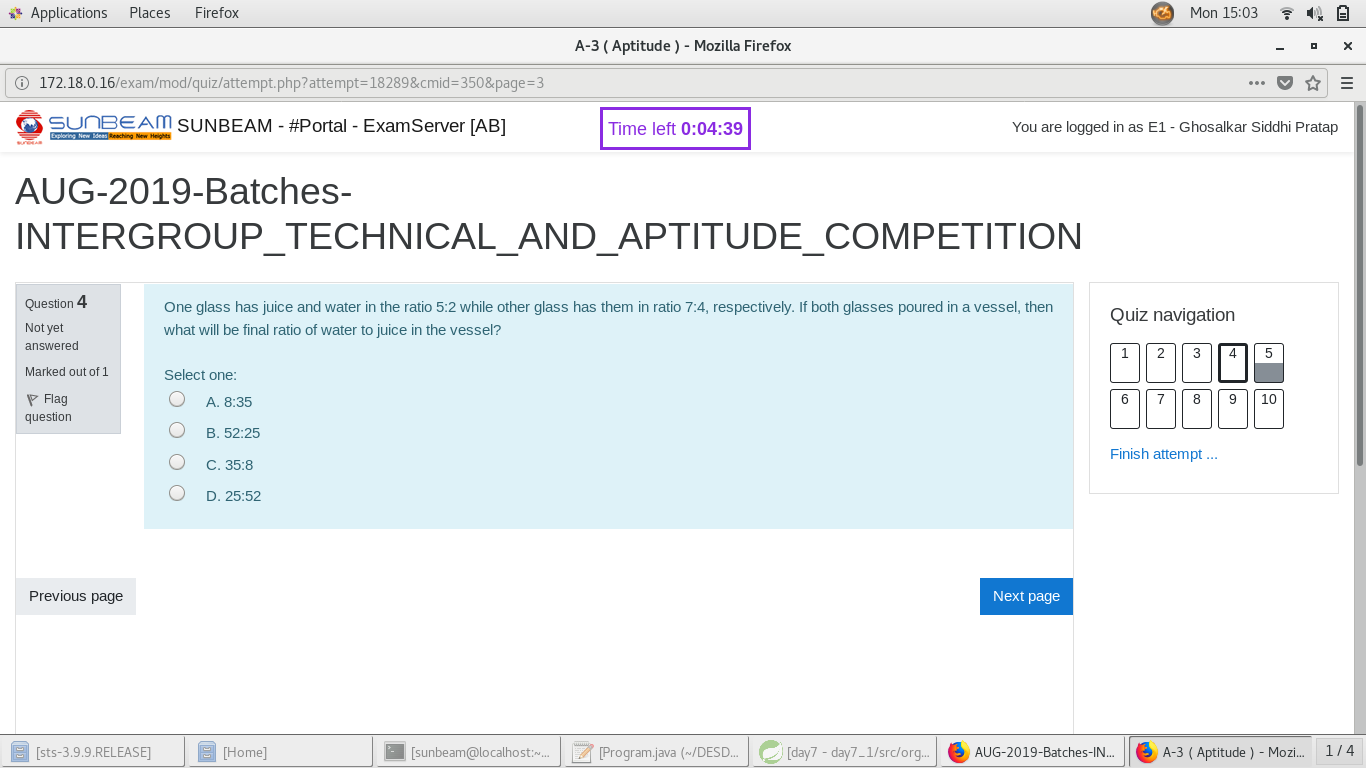 Applications Places Firefox Mon 15:03
A-3 ( Aptitude ) - Mozilla Firefox
172.18.0.16/exam/mod/quiz/attempt.php?attempt=18289&cmid=350&page=3
SUNBEAM SUNBEAM - #Portal - ExamServer [AB] Time left 0:04:39 You are logged in as E1 - Ghosalkar Siddhi Pratap
Exploring New Ideas Reaching New Heights
SUNBEAM
AUG-2019-Batches-
INTERGROUP_TECHNICAL_AND_APTITUDE_COMPETITION
Question 4
Not yet
answered
Marked out of 1
Flag
question
One glass has juice and water in the ratio 5:2 while other glass has them in ratio 7:4, respectively. If both glasses poured in a vessel, then
what will be final ratio of water to juice in the vessel?
Select one:
A. 8:35
B. 52:25
C. 35:8
D. 25:52
Quiz navigation
1 2 3 4 5
6 7 8 9 10
Finish attempt ...
Previous page Next page
[sts-3.9.9.RELEASE] [Home] [sunbeam@localhost:~... [Program.java (~/DESD... [day7 - day7_1/src/org... AUG-2019-Batches-IN... A-3 ( Aptitude ) - Mozi... 1 / 4